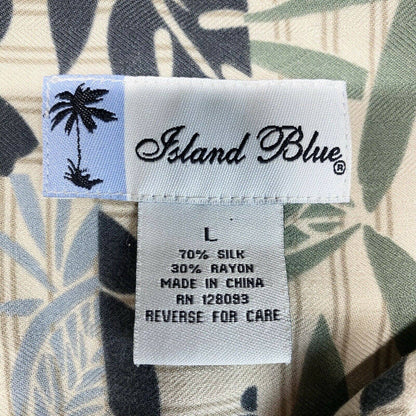 Island Blue®
L
70% SILK
30% RAYON
MADE IN CHINA
RN 128093
REVERSE FOR CARE